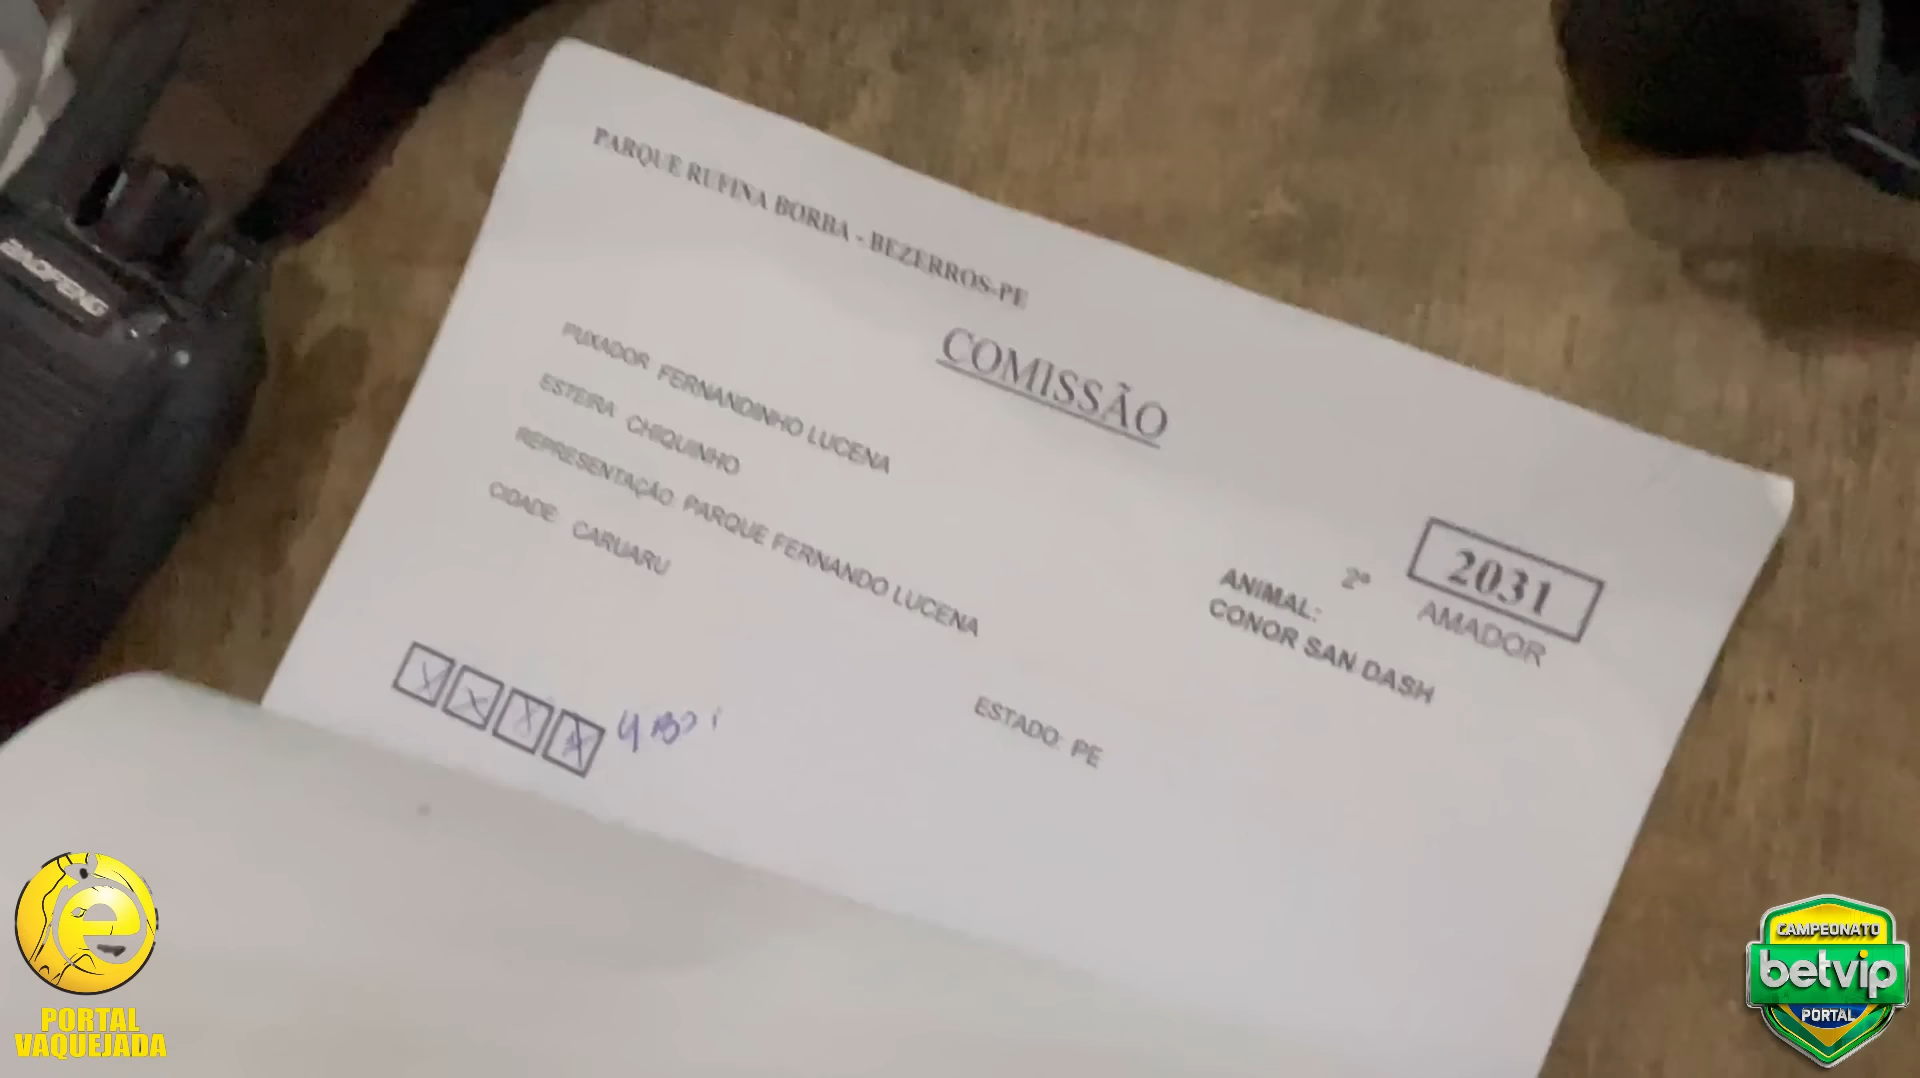 BAOFENG
PARQUE RUFINA BORBA - BEZERROS-PE
COMISSÃO
PUXADOR FERNANDINHO LUCENA
ESTEIRA CHIQUINHO
REPRESENTAÇÃO PARQUE FERNANDO LUCENA
CIDADE: CARUARU
2ª
2031
AMADOR
ANIMAL:
CONOR SAN DASH
ESTADO: PE
e
PORTAL
VAQUEJADA
CAMPEONATO
betvip
PORTAL